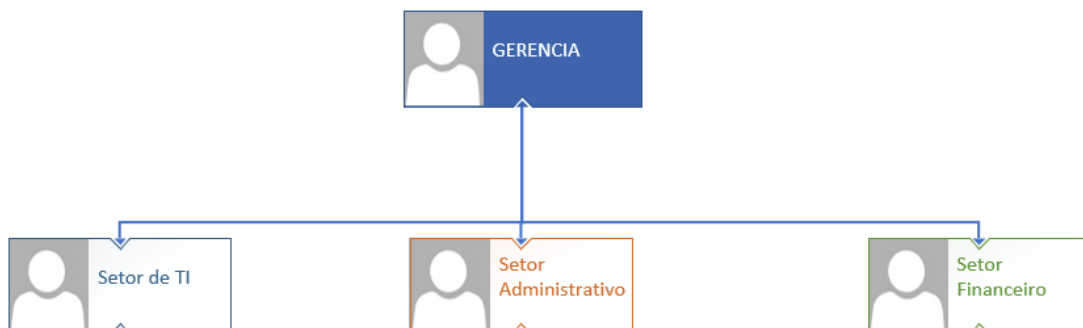 GERENCIA
Setor de TI
Setor
Administrativo
Setor
Financeiro